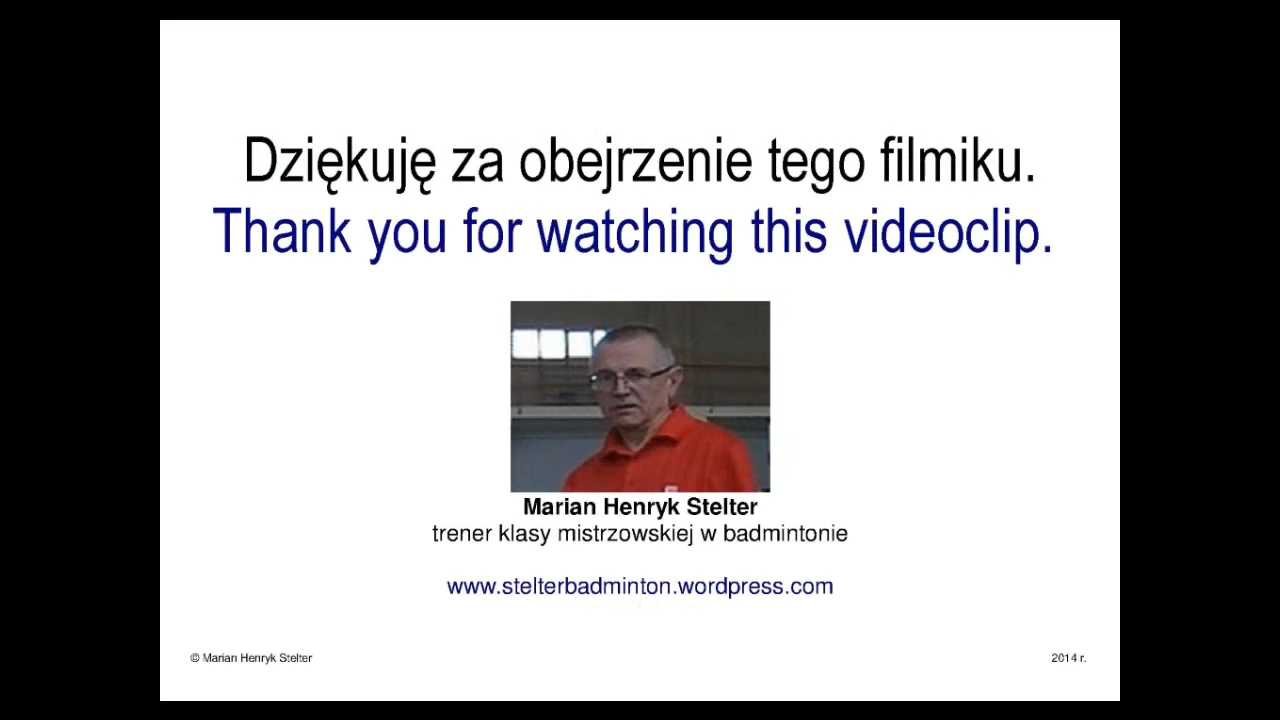 Dziękuję za obejrzenie tego filmiku.
Thank you for watching this videoclip.
Marian Henryk Stelter
trener klasy mistrzowskiej w badmintonie
www.stelterbadminton.wordpress.com
© Marian Henryk Stelter
2014 r.